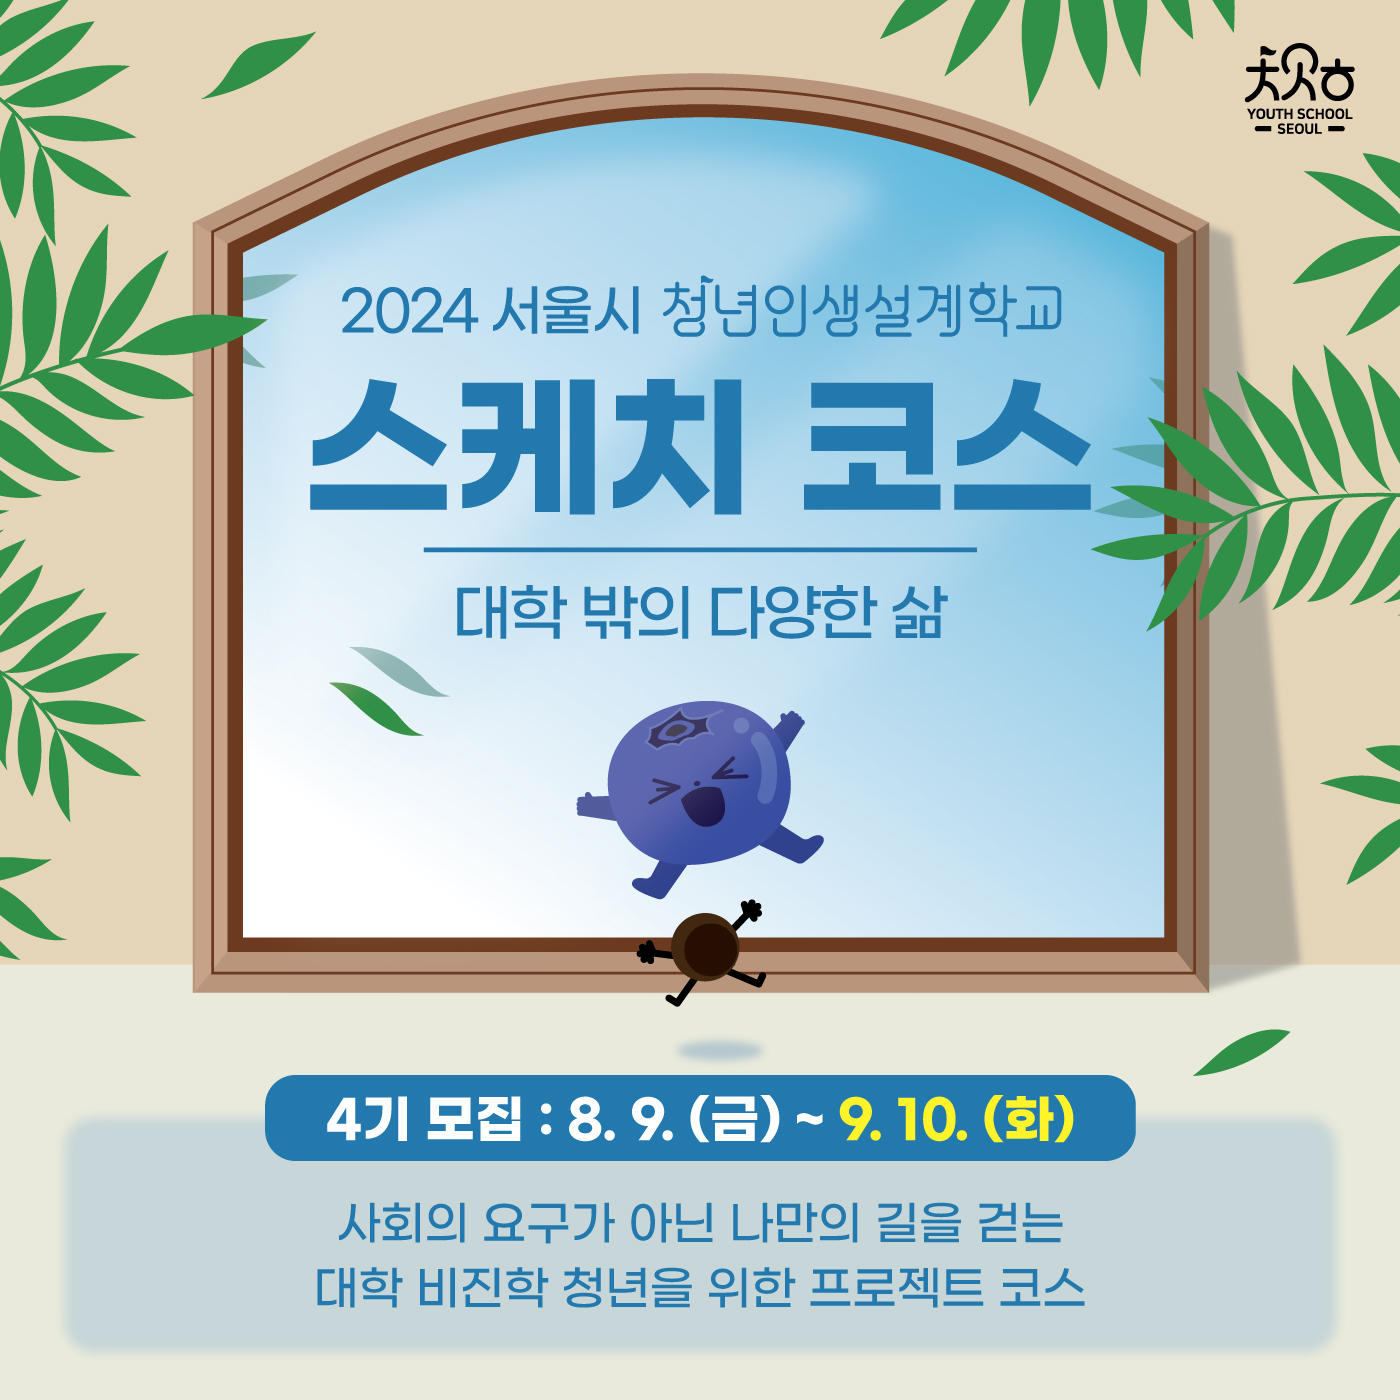 YOUTH SCHOOL
SEOUL
2024 서울시 청년인생설계학교
스케치 코스
대학 밖의 다양한 삶
4기 모집 : 8. 9. (금) ~ 9. 10. (화)
사회의 요구가 아닌 나만의 길을 걷는
대학 비진학 청년을 위한 프로젝트 코스